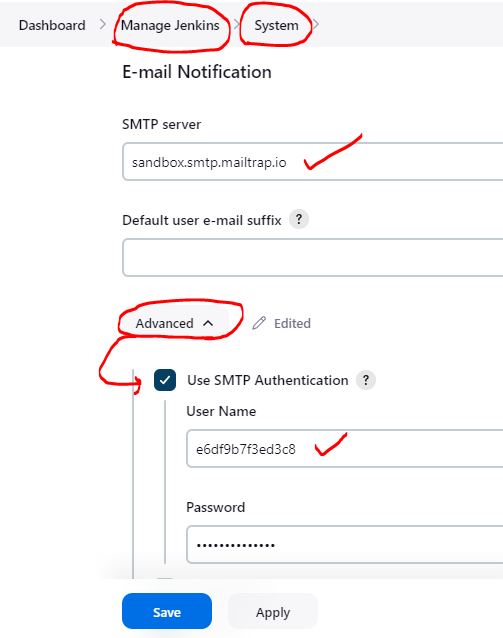 Dashboard > Manage Jenkins > System >
E-mail Notification
SMTP server
sandbox.smtp.mailtrap.io
Default user e-mail suffix ?
Advanced Edited
Use SMTP Authentication ?
User Name
e6df9b7f3ed3c8
Password
••••••••••••••
Save Apply